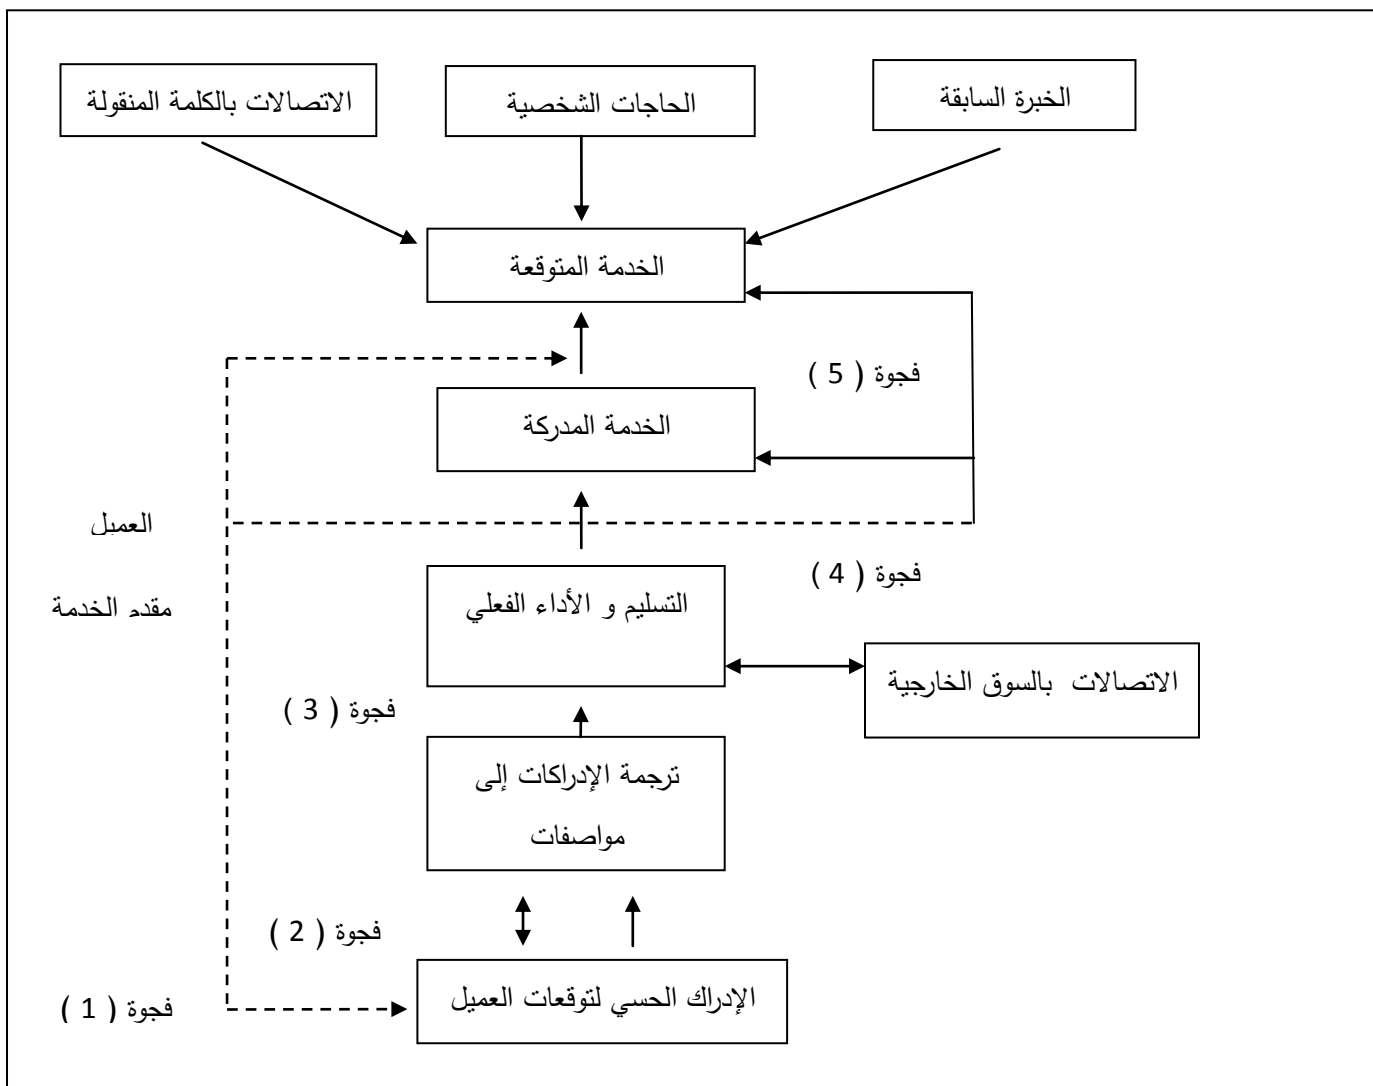 الخبرة السابقة
الحاجات الشخصية
الاتصالات بالكلمة المنقولة
الخدمة المتوقعة
فجوة ( 5 )
الخدمة المدركة
العميل
فجوة ( 4 )
التسليم و الأداء الفعلي
مقدم الخدمة
الاتصالات بالسوق الخارجية
فجوة ( 3 )
ترجمة الإدراكات إلى
مواصفات
فجوة ( 2 )
الإدراك الحسي لتوقعات العميل
فجوة ( 1 )